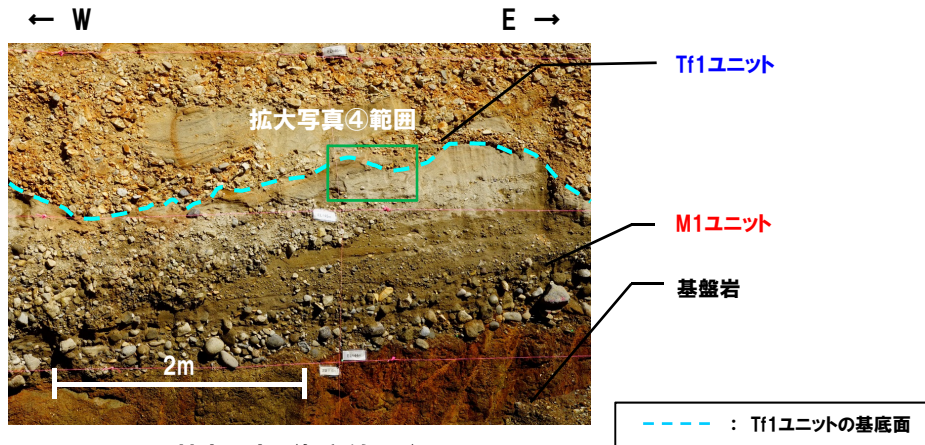 ← W
E →
Tf1ユニット
拡大写真④範囲
M1ユニット
基盤岩
2m
： Tf1ユニットの基底面